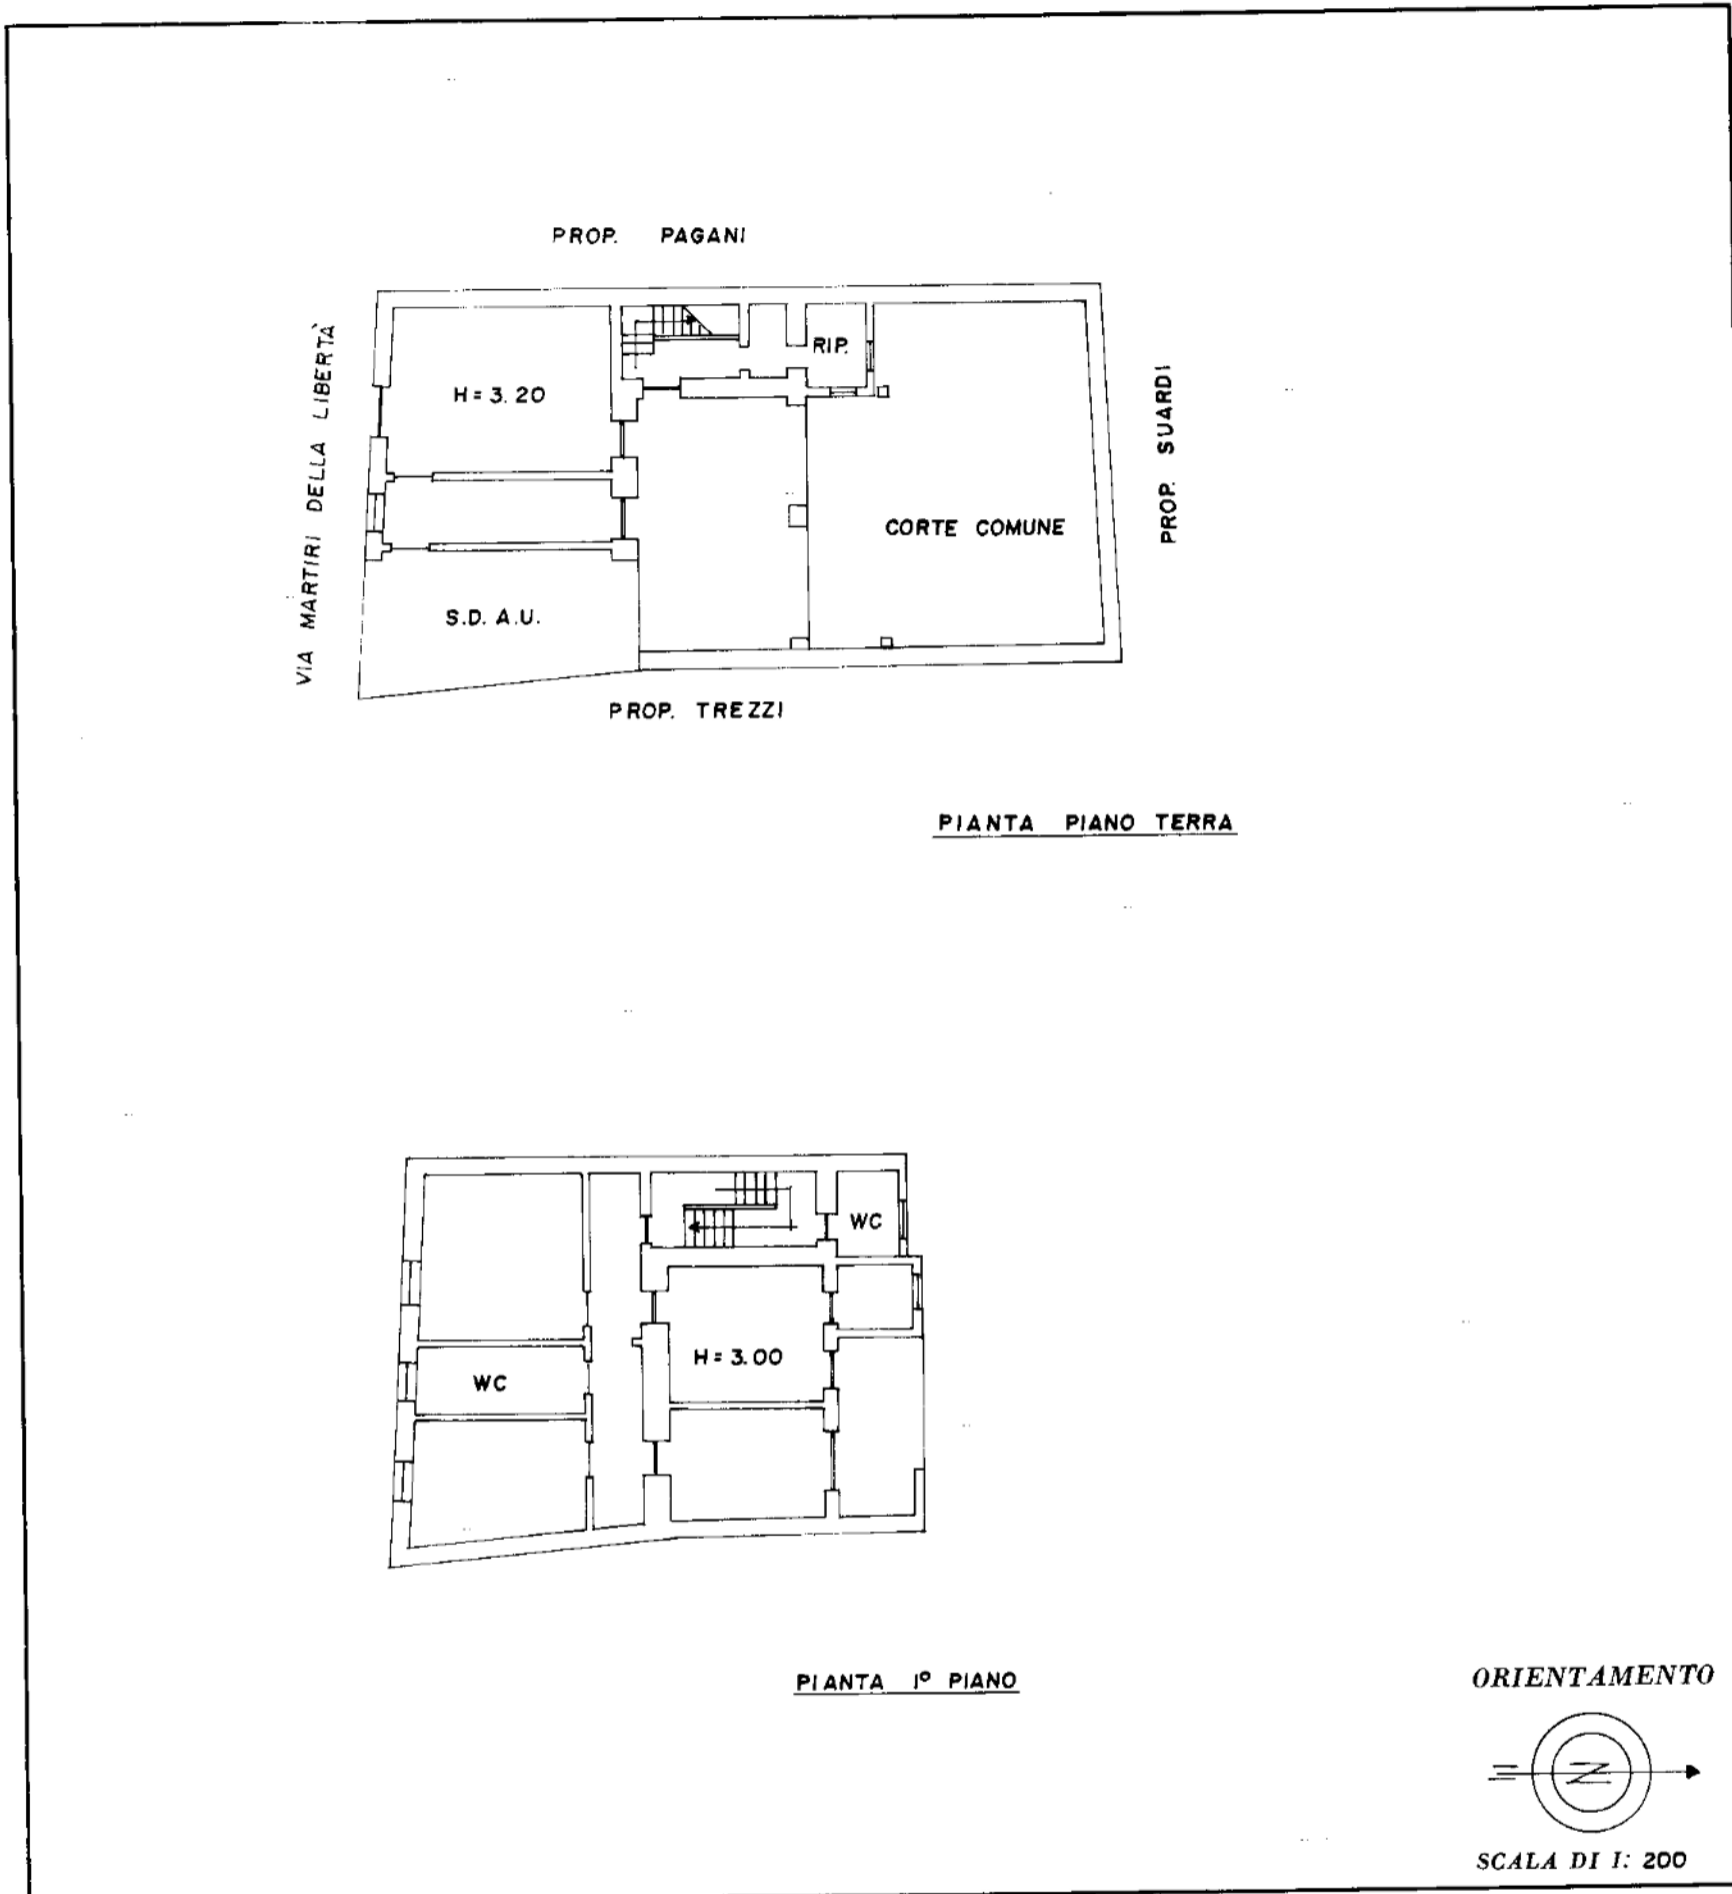 PROP. PAGANI
VIA MARTIRI DELLA LIBERTÀ
H = 3.20
RIP.
PROP. SUARDI
CORTE COMUNE
S.D. A.U.
PROP. TREZZI
PIANTA PIANO TERRA
WC
H = 3.00
WC
PIANTA 1º PIANO
ORIENTAMENTO
N
SCALA DI 1: 200